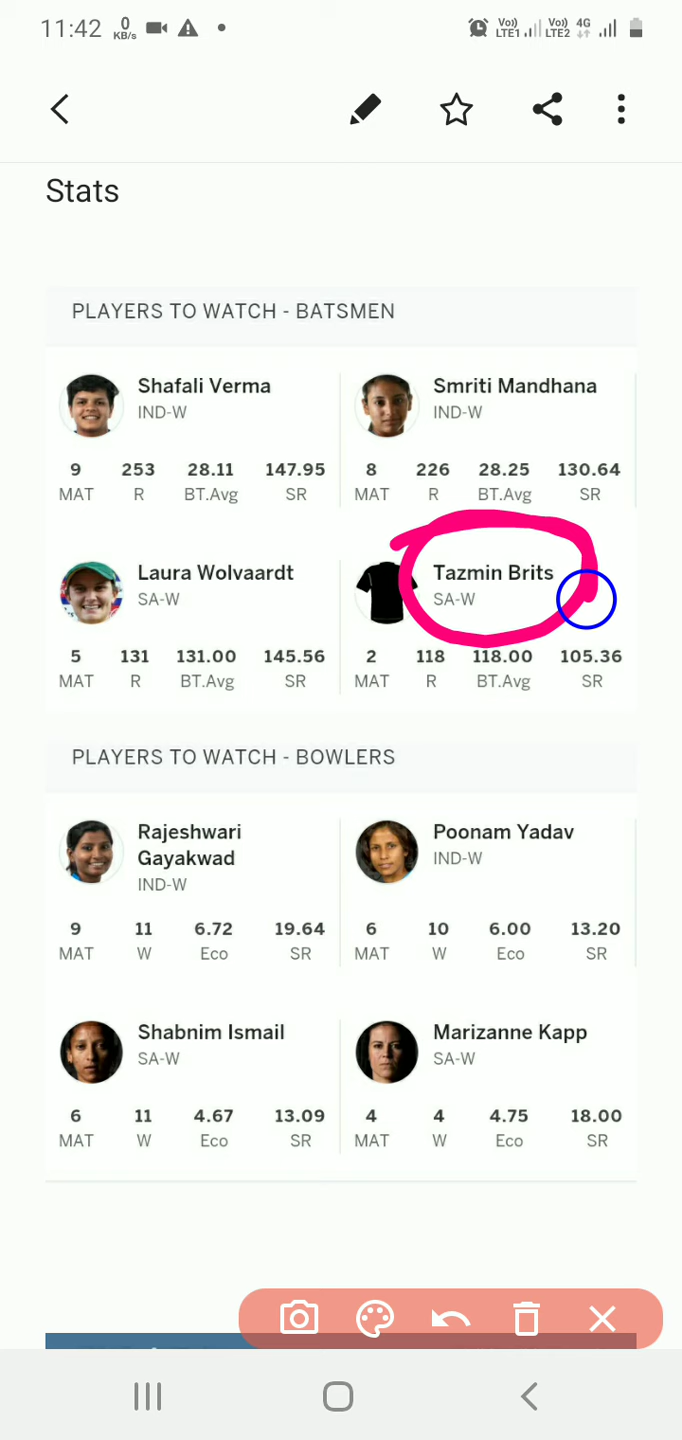 11:42 0 KB/s Vo)) LTE1 Vo)) LTE2 4G
Stats
PLAYERS TO WATCH - BATSMEN
Shafali Verma
IND-W
9 253 28.11 147.95
MAT R BT.Avg SR
Smriti Mandhana
IND-W
8 226 28.25 130.64
MAT R BT.Avg SR
Laura Wolvaardt
SA-W
5 131 131.00 145.56
MAT R BT.Avg SR
Tazmin Brits
SA-W
2 118 118.00 105.36
MAT R BT.Avg SR
PLAYERS TO WATCH - BOWLERS
Rajeshwari
Gayakwad
IND-W
9 11 6.72 19.64
MAT W Eco SR
Poonam Yadav
IND-W
6 10 6.00 13.20
MAT W Eco SR
Shabnim Ismail
SA-W
6 11 4.67 13.09
MAT W Eco SR
Marizanne Kapp
SA-W
4 4 4.75 18.00
MAT W Eco SR